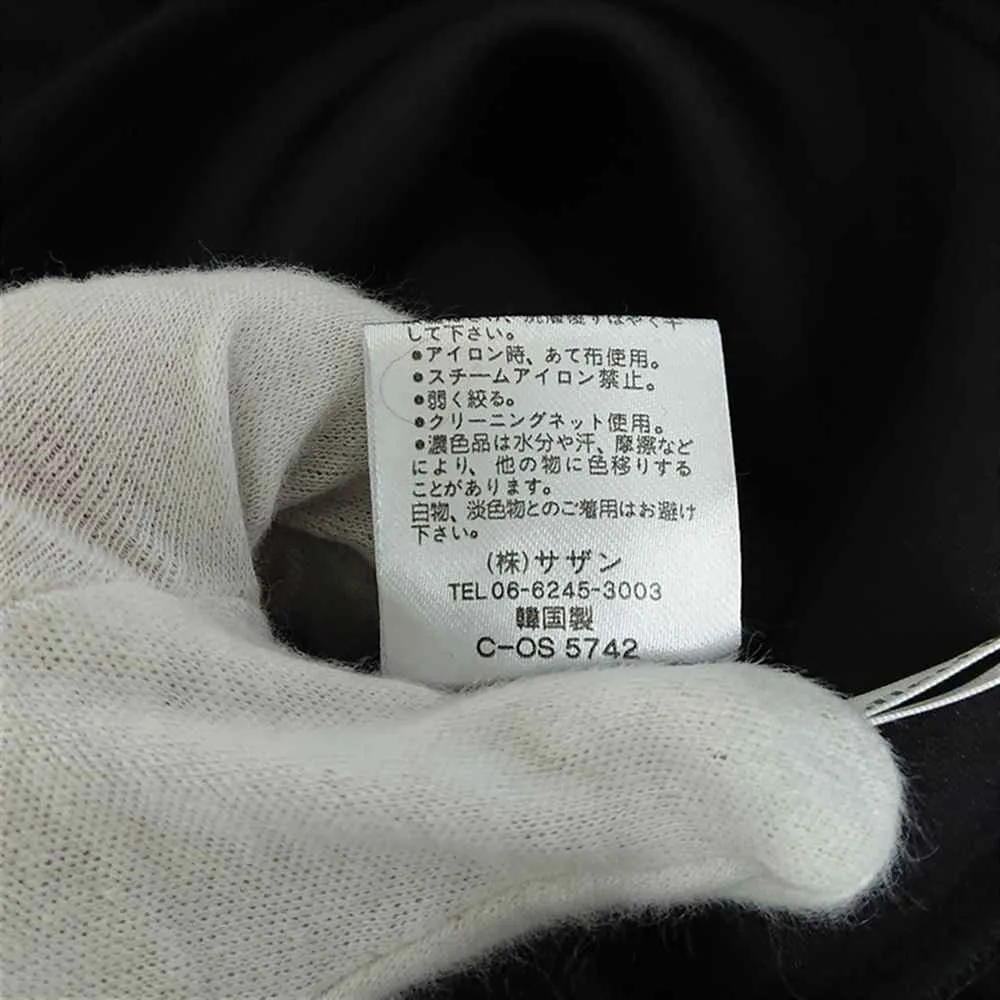 して下さい。
●アイロン時、あて布使用。
●スチームアイロン禁止。
●弱く絞る。
●クリーニングネット使用。
●濃色品は水分や汗、摩擦など
により、他の物に色移りする
ことがあります。
白物、淡色物とのご着用はお避け
下さい。
(株)サザン
TEL 06-6245-3003
韓国製
C-OS 5742